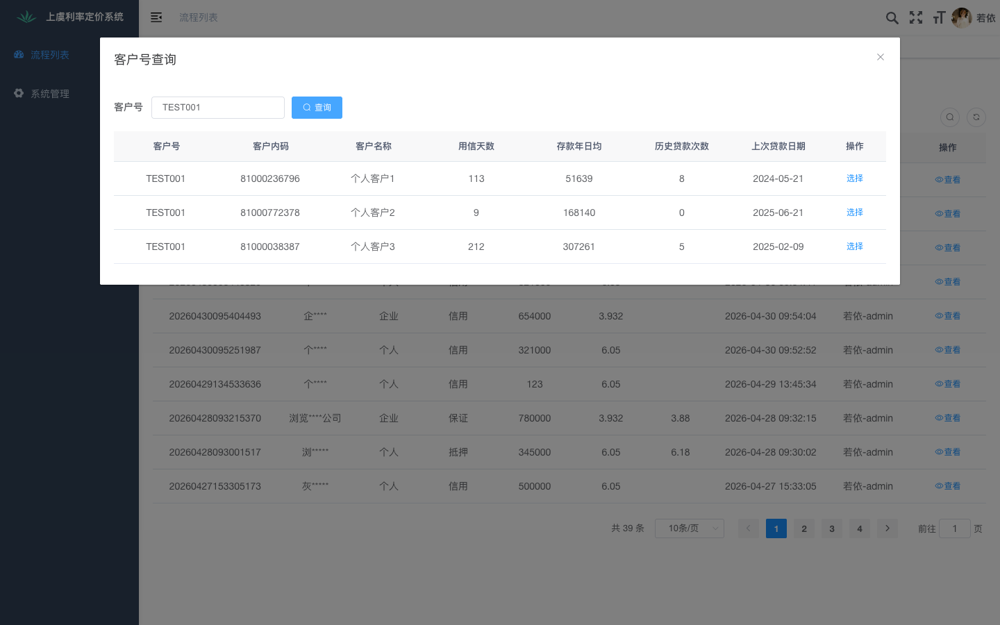 上虞利率定价系统
流程列表
若依
流程列表
系统管理
客户号查询
客户号 TEST001 查询
客户号 客户内码 客户名称 用信天数 存款年日均 历史贷款次数 上次贷款日期 操作
TEST001 81000236796 个人客户1 113 51639 8 2024-05-21 选择
TEST001 81000772378 个人客户2 9 168140 0 2025-06-21 选择
TEST001 81000038387 个人客户3 212 307261 5 2025-02-09 选择
操作
查看
查看
查看
查看
20260430095404493 企**** 企业 信用 654000 3.932 2026-04-30 09:54:04 若依-admin 查看
20260430095251987 个**** 个人 信用 321000 6.05 2026-04-30 09:52:52 若依-admin 查看
20260429134533636 个**** 个人 信用 123 6.05 2026-04-29 13:45:34 若依-admin 查看
20260428093215370 浏览****公司 企业 保证 780000 3.932 3.88 2026-04-28 09:32:15 若依-admin 查看
20260428093001517 浏***** 个人 抵押 345000 6.05 6.18 2026-04-28 09:30:02 若依-admin 查看
20260427153305173 灰***** 个人 信用 500000 6.05 2026-04-27 15:33:05 若依-admin 查看
共 39 条 10条/页 1 2 3 4 前往 1 页